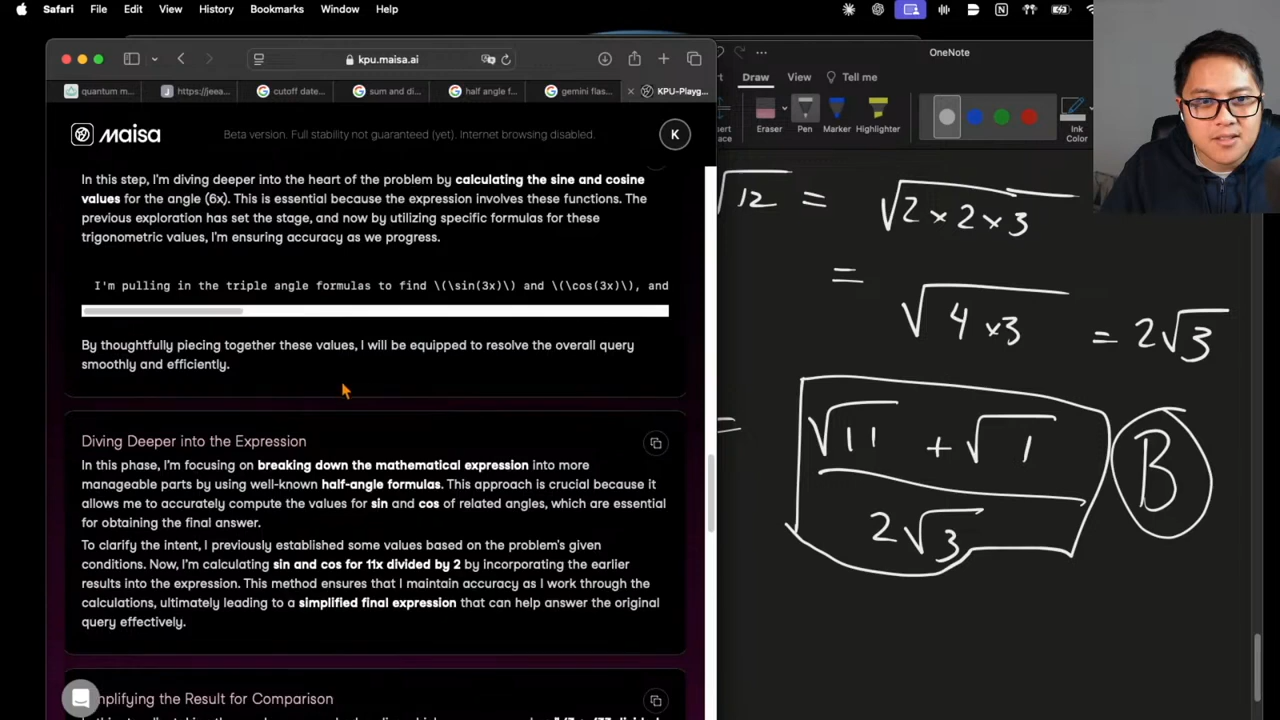 Safari File Edit View History Bookmarks Window Help
kpu.maisa.ai
quantum m...
https://jeea...
cutoff date...
sum and di...
half angle f...
gemini flas...
KPU-Playg...
maisa
Beta version. Full stability not guaranteed (yet). Internet browsing disabled.
K
In this step, I'm diving deeper into the heart of the problem by calculating the sine and cosine
values for the angle (6x). This is essential because the expression involves these functions. The
previous exploration has set the stage, and now by utilizing specific formulas for these
trigonometric values, I'm ensuring accuracy as we progress.
I'm pulling in the triple angle formulas to find \(\sin(3x)\) and \(\cos(3x)\), and
By thoughtfully piecing together these values, I will be equipped to resolve the overall query
smoothly and efficiently.
Diving Deeper into the Expression
In this phase, I'm focusing on breaking down the mathematical expression into more
manageable parts by using well-known half-angle formulas. This approach is crucial because it
allows me to accurately compute the values for sin and cos of related angles, which are essential
for obtaining the final answer.
To clarify the intent, I previously established some values based on the problem's given
conditions. Now, I'm calculating sin and cos for 11x divided by 2 by incorporating the earlier
results into the expression. This method ensures that I maintain accuracy as I work through the
calculations, ultimately leading to a simplified final expression that can help answer the original
query effectively.
mplifying the Result for Comparison
OneNote
Draw View Tell me
Eraser Pen Marker Highlighter
Ink
Color
√12 = √2×2×3
= √4×3 = 2√3
= √11 + √1
2√3
B